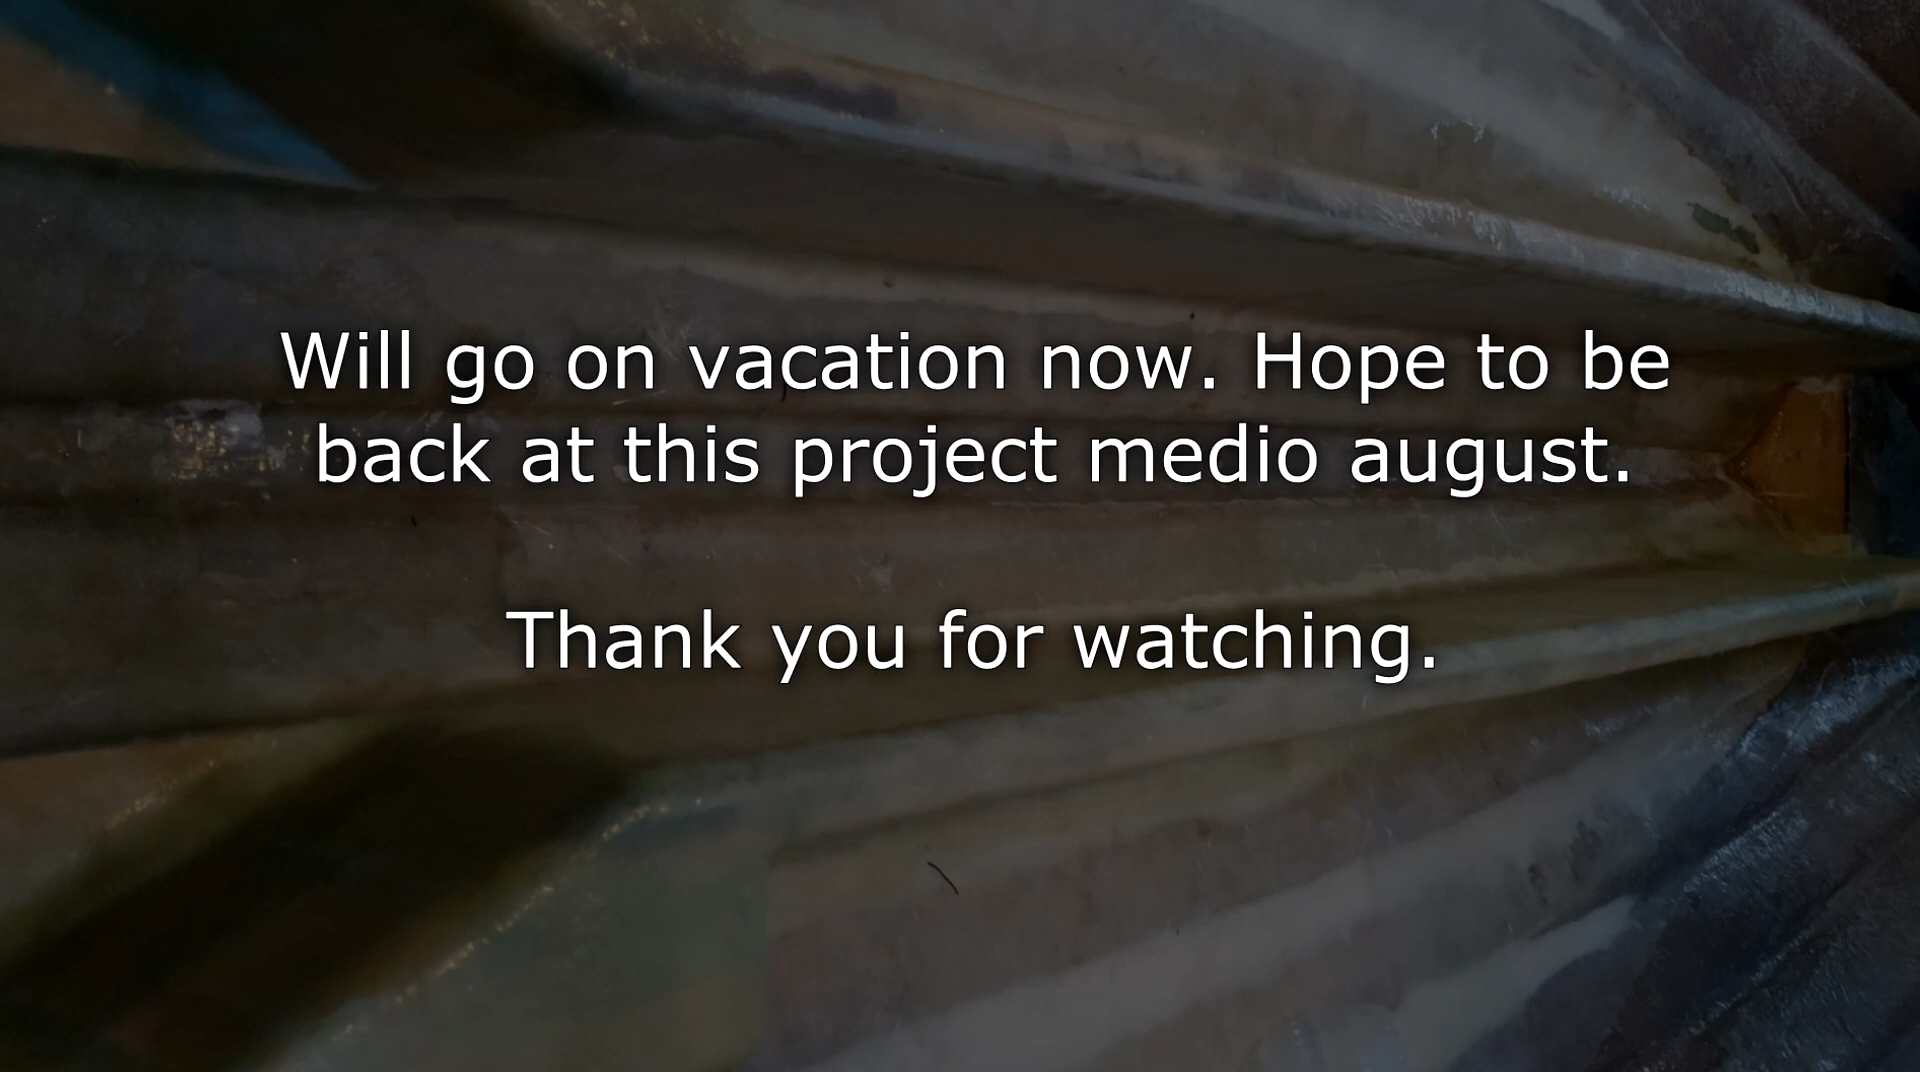 Will go on vacation now. Hope to be
back at this project medio august.
Thank you for watching.